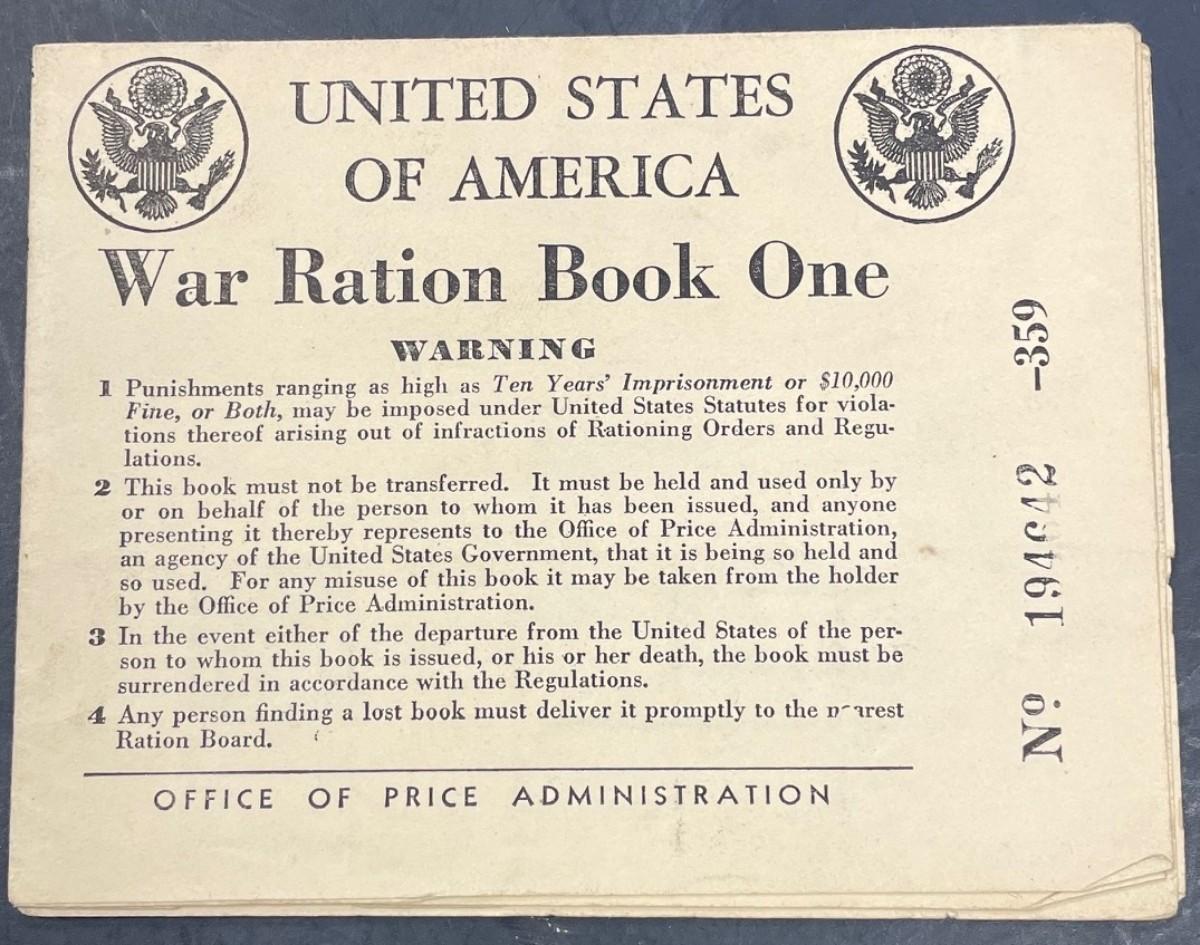 UNITED STATES
OF AMERICA
War Ration Book One
WARNING
1 Punishments ranging as high as Ten Years' Imprisonment or $10,000
Fine, or Both, may be imposed under United States Statutes for viola-
tions thereof arising out of infractions of Rationing Orders and Regu-
lations.
2 This book must not be transferred. It must be held and used only by
or on behalf of the person to whom it has been issued, and anyone
presenting it thereby represents to the Office of Price Administration,
an agency of the United States Government, that it is being so held and
so used. For any misuse of this book it may be taken from the holder
by the Office of Price Administration.
3 In the event either of the departure from the United States of the per-
son to whom this book is issued, or his or her death, the book must be
surrendered in accordance with the Regulations.
4 Any person finding a lost book must deliver it promptly to the nearest
Ration Board.
OFFICE OF PRICE ADMINISTRATION
Nº 194642 -359